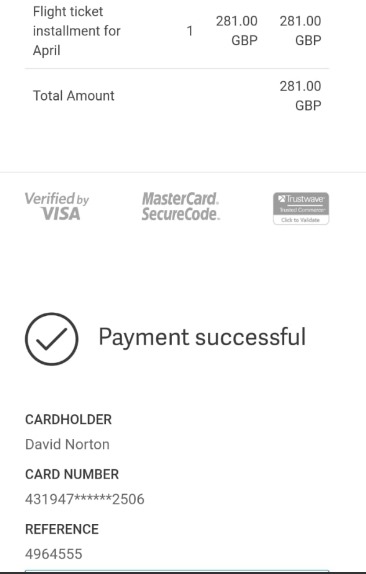 Flight ticket 281.00 281.00
installment for 1
GBP GBP
April
281.00
Total Amount
GBP
Verified by
VISA
MasterCard.
SecureCode.
Trustwave
Trusted Commerce
Click to Validate
Payment successful
CARDHOLDER
David Norton
CARD NUMBER
431947******2506
REFERENCE
4964555